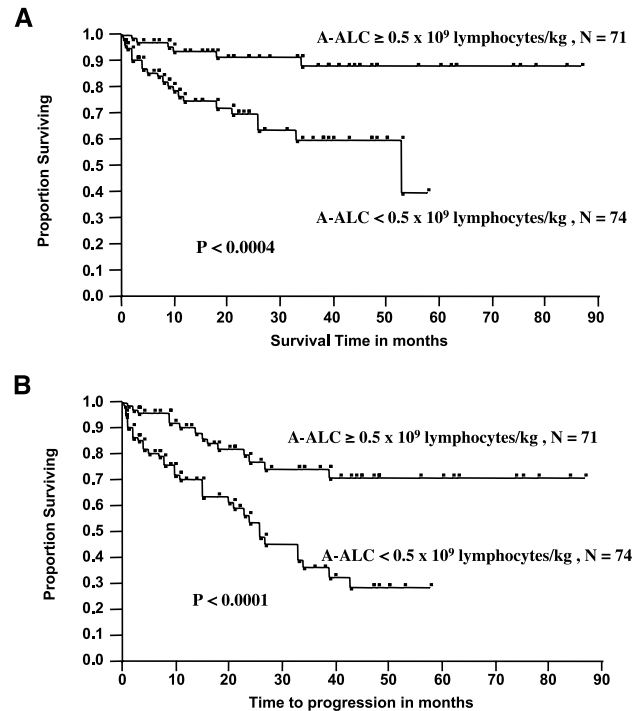 A
A-ALC ≥ 0.5 x 10⁹ lymphocytes/kg , N = 71
1.0
0.9
0.8
0.7
0.6
0.5
0.4
0.3
0.2
0.1
0.0
Proportion Surviving
A-ALC < 0.5 x 10⁹ lymphocytes/kg , N = 74
P < 0.0004
0 10 20 30 40 50 60 70 80 90
Survival Time in months
B
1.0
0.9
0.8
0.7
0.6
0.5
0.4
0.3
0.2
0.1
0.0
Proportion Surviving
A-ALC ≥ 0.5 x 10⁹ lymphocytes/kg , N = 71
A-ALC < 0.5 x 10⁹ lymphocytes/kg , N = 74
P < 0.0001
0 10 20 30 40 50 60 70 80 90
Time to progression in months